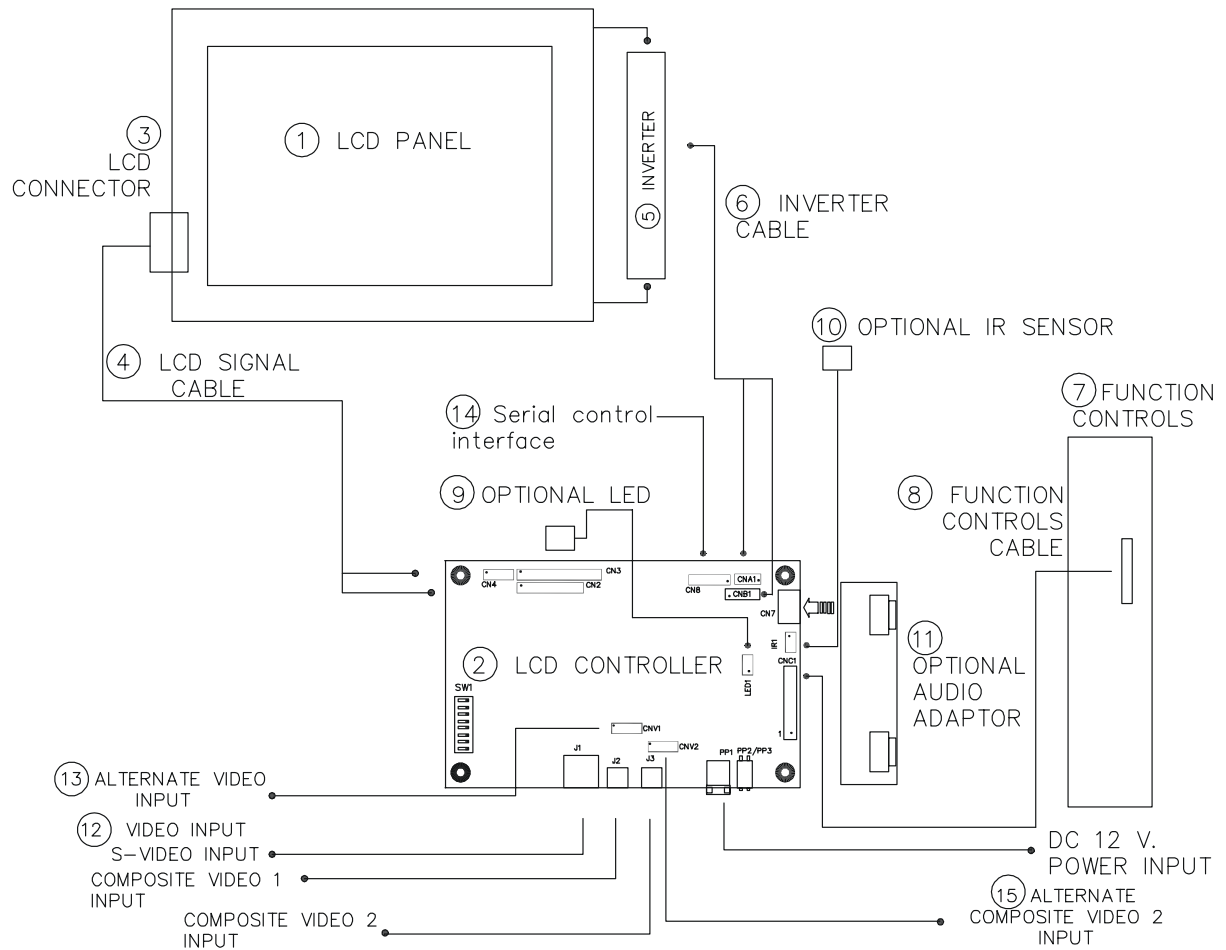 1 LCD PANEL
3
LCD
CONNECTOR
5 INVERTER
6 INVERTER
CABLE
4 LCD SIGNAL
CABLE
10 OPTIONAL IR SENSOR
7 FUNCTION
CONTROLS
14 Serial control
interface
8 FUNCTION
CONTROLS
CABLE
9 OPTIONAL LED
CN4
CN3
CN2
CN8
CNA1
CNB1
CN7
IR1
CNC1
1
LED1
2 LCD CONTROLLER
11
OPTIONAL
AUDIO
ADAPTOR
SW1
CNV1
CNV2
J1
J2
J3
PP1
PP2/PP3
13 ALTERNATE VIDEO
INPUT
12 VIDEO INPUT
S-VIDEO INPUT
COMPOSITE VIDEO 1
INPUT
COMPOSITE VIDEO 2
INPUT
DC 12 V.
POWER INPUT
15 ALTERNATE
COMPOSITE VIDEO 2
INPUT